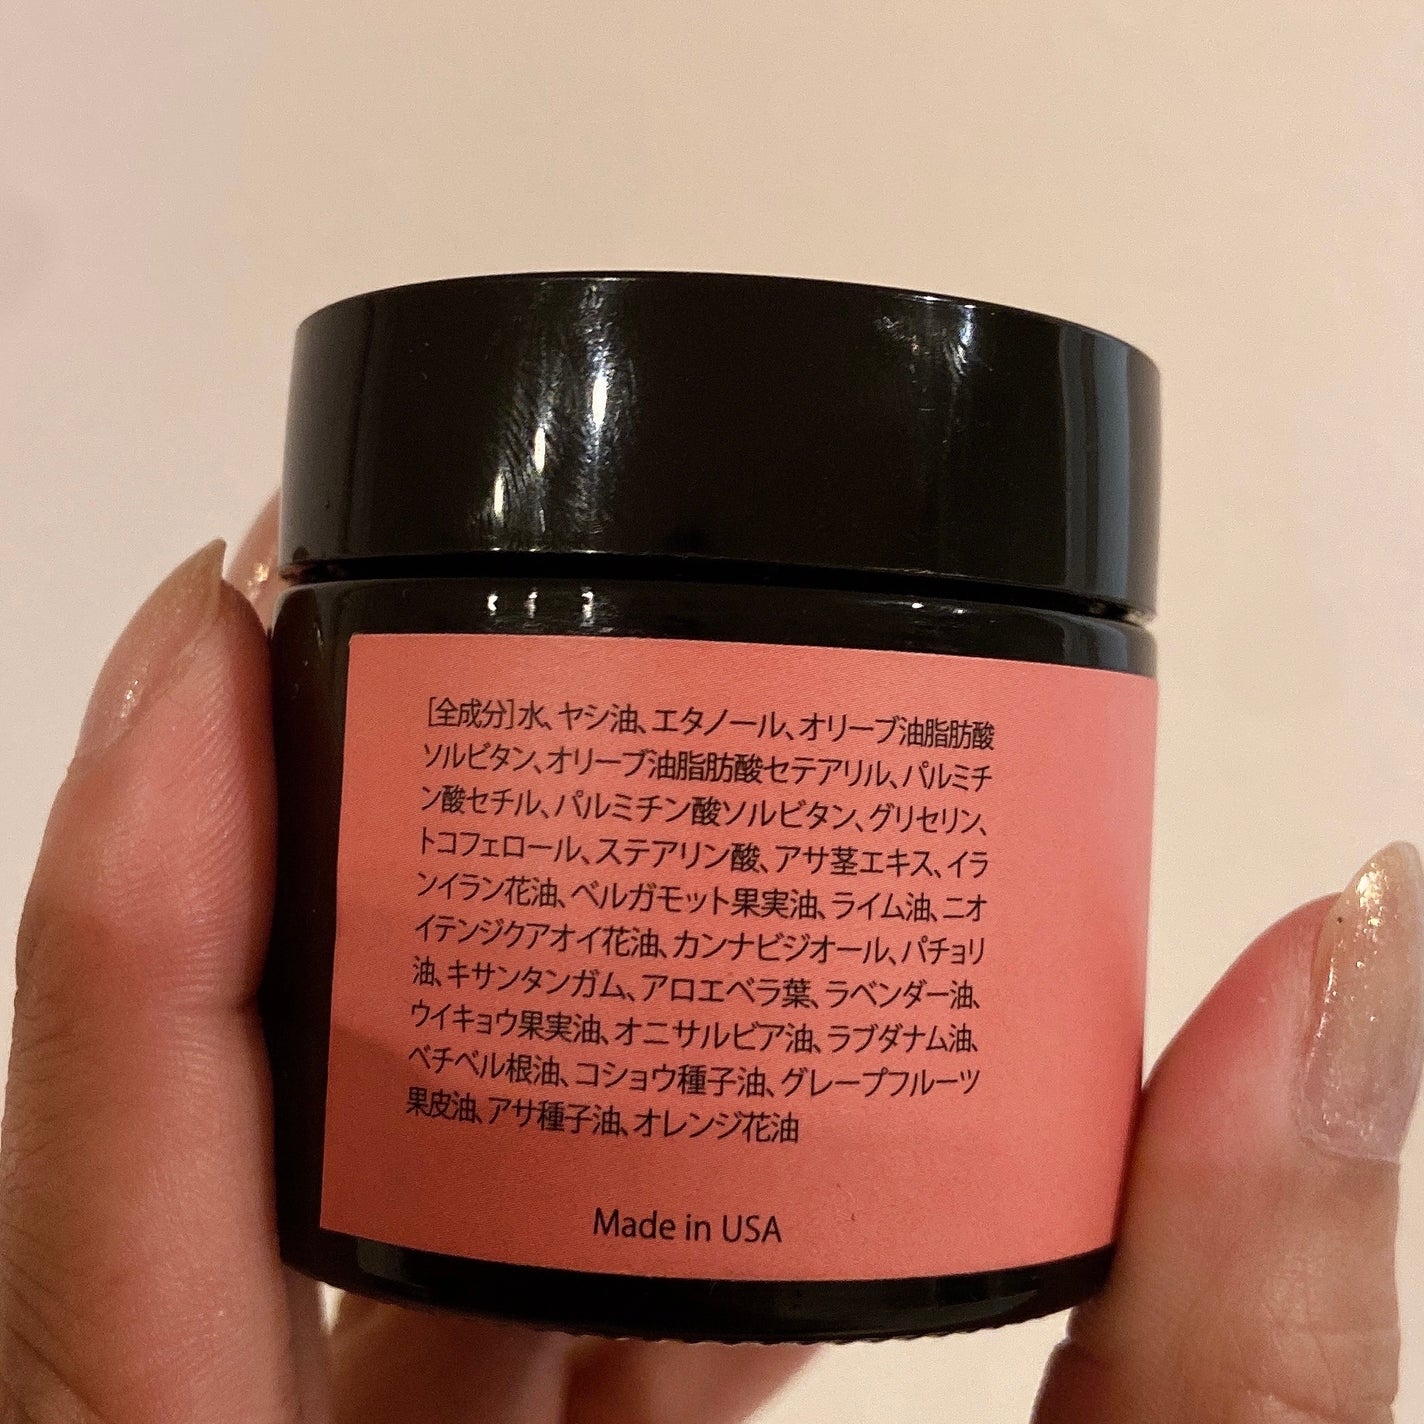 [全成分]水、ヤシ油、エタノール、オリーブ油脂肪酸
ソルビタン、オリーブ油脂肪酸セテアリル、パルミチ
ン酸セチル、パルミチン酸ソルビタン、グリセリン、
トコフェロール、ステアリン酸、アサ茎エキス、イラ
ンイラン花油、ベルガモット果実油、ライム油、ニオ
イテンジクアオイ花油、カンナビジオール、パチョリ
油、キサンタンガム、アロエベラ葉、ラベンダー油、
ウイキョウ果実油、オニサルビア油、ラブダナム油、
ベチベル根油、コショウ種子油、グレープフルーツ
果皮油、アサ種子油、オレンジ花油
Made in USA